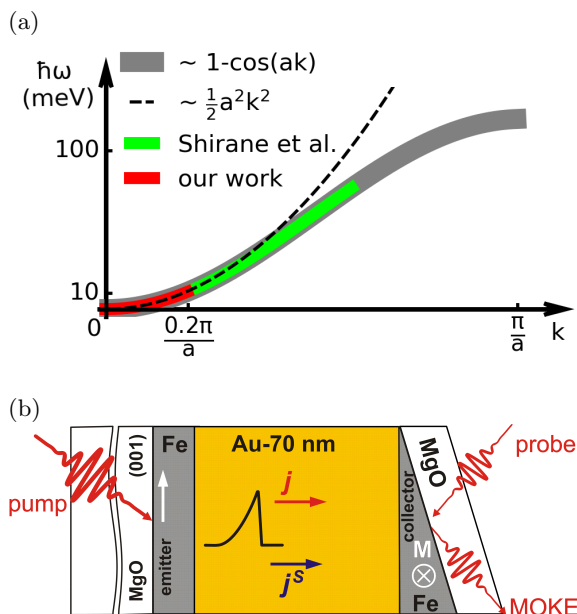 (a)
ħω
(meV)
~ 1-cos(ak)
~ ½a²k²
Shirane et al.
our work
100
10
0
0.2π/a
π/a
k
(b)
(001)
Fe
Au-70 nm
MgO
probe
pump
j
collector
emitter
j^S
M
MgO
Fe
MOKE